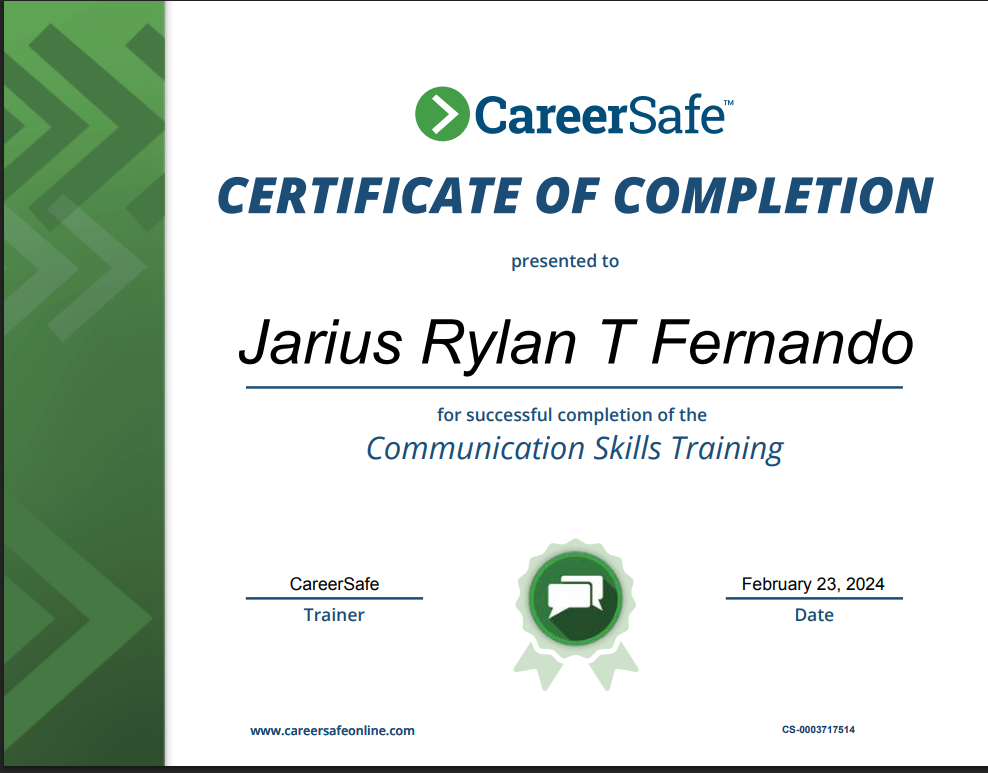 CareerSafe™
CERTIFICATE OF COMPLETION
presented to
Jarius Rylan T Fernando
for successful completion of the
Communication Skills Training
CareerSafe
Trainer
February 23, 2024
Date
www.careersafeonline.com
CS-0003717514